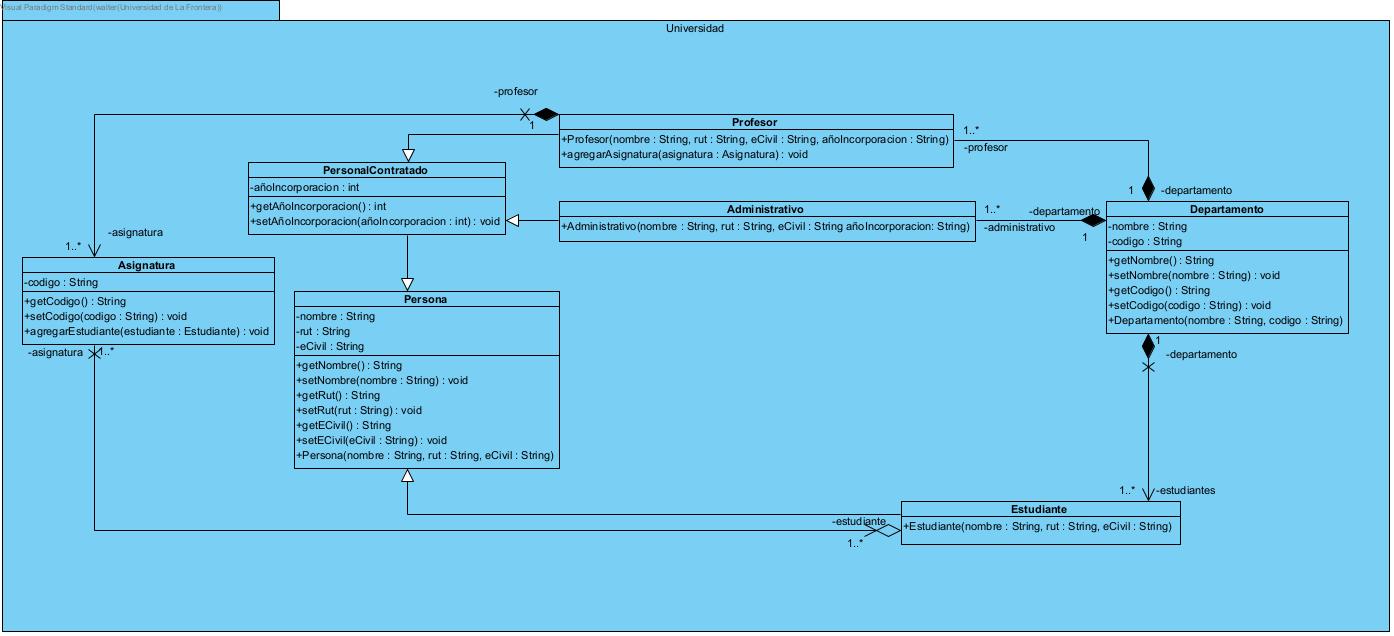 Visual Paradigm Standard(walter(Universidad de La Frontera))
Universidad
-profesor
1
Profesor
+Profesor(nombre : String, rut : String, eCivil : String, añoIncorporacion : String)
+agregarAsignatura(asignatura : Asignatura) : void
1..*
-profesor
PersonalContratado
-añoIncorporacion : int
+getAñoIncorporacion() : int
+setAñoIncorporacion(añoIncorporacion : int) : void
Administrativo
+Administrativo(nombre : String, rut : String, eCivil : String añoIncorporacion: String)
1..*
-administrativo
-departamento
1
1
-departamento
Departamento
-nombre : String
-codigo : String
+getNombre() : String
+setNombre(nombre : String) : void
+getCodigo() : String
+setCodigo(codigo : String) : void
+Departamento(nombre : String, codigo : String)
1
-departamento
-asignatura
1..*
Asignatura
-codigo : String
+getCodigo() : String
+setCodigo(codigo : String) : void
+agregarEstudiante(estudiante : Estudiante) : void
-asignatura
1..*
Persona
-nombre : String
-rut : String
-eCivil : String
+getNombre() : String
+setNombre(nombre : String) : void
+getRut() : String
+setRut(rut : String) : void
+getECivil() : String
+setECivil(eCivil : String) : void
+Persona(nombre : String, rut : String, eCivil : String)
1..*
-estudiantes
Estudiante
+Estudiante(nombre : String, rut : String, eCivil : String)
-estudiante
1..*